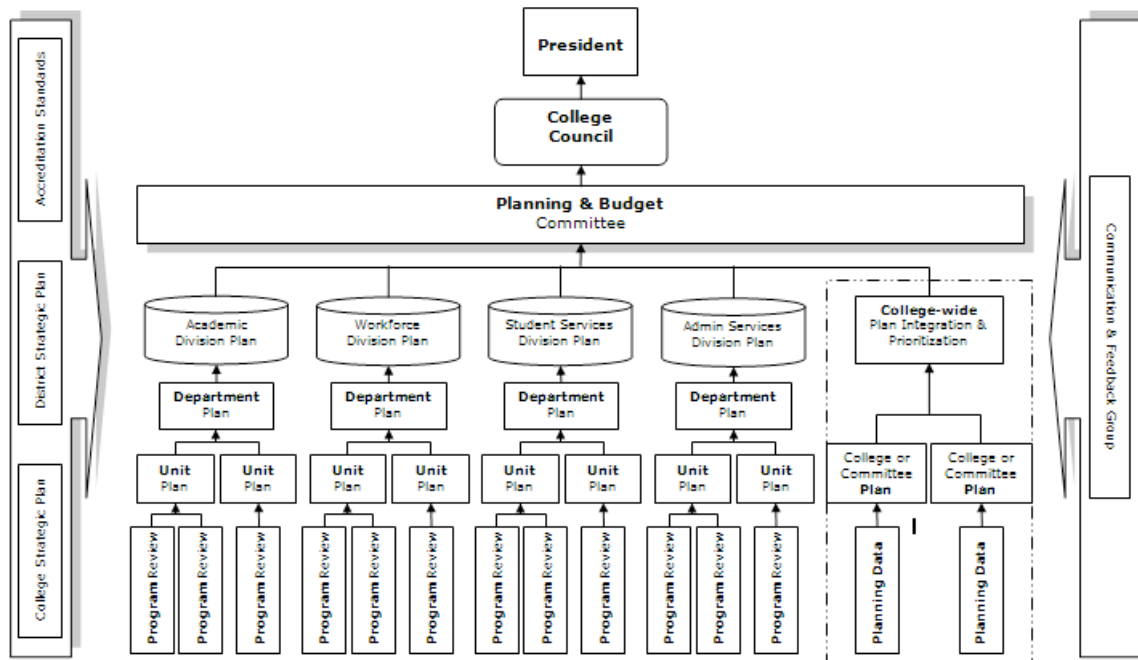 President
College
Council
Planning & Budget
Committee
Accreditation Standards
District Strategic Plan
College Strategic Plan
Communication & Feedback Group
Academic
Division Plan
Workforce
Division Plan
Student Services
Division Plan
Admin Services
Division Plan
College-wide
Plan Integration &
Prioritization
Department
Plan
Department
Plan
Department
Plan
Department
Plan
Unit
Plan
Unit
Plan
Unit
Plan
Unit
Plan
Unit
Plan
Unit
Plan
Unit
Plan
Unit
Plan
College or
Committee
Plan
College or
Committee
Plan
Program Review
Program Review
Program Review
Program Review
Program Review
Program Review
Program Review
Program Review
Program Review
Program Review
Program Review
Program Review
Planning Data
Planning Data